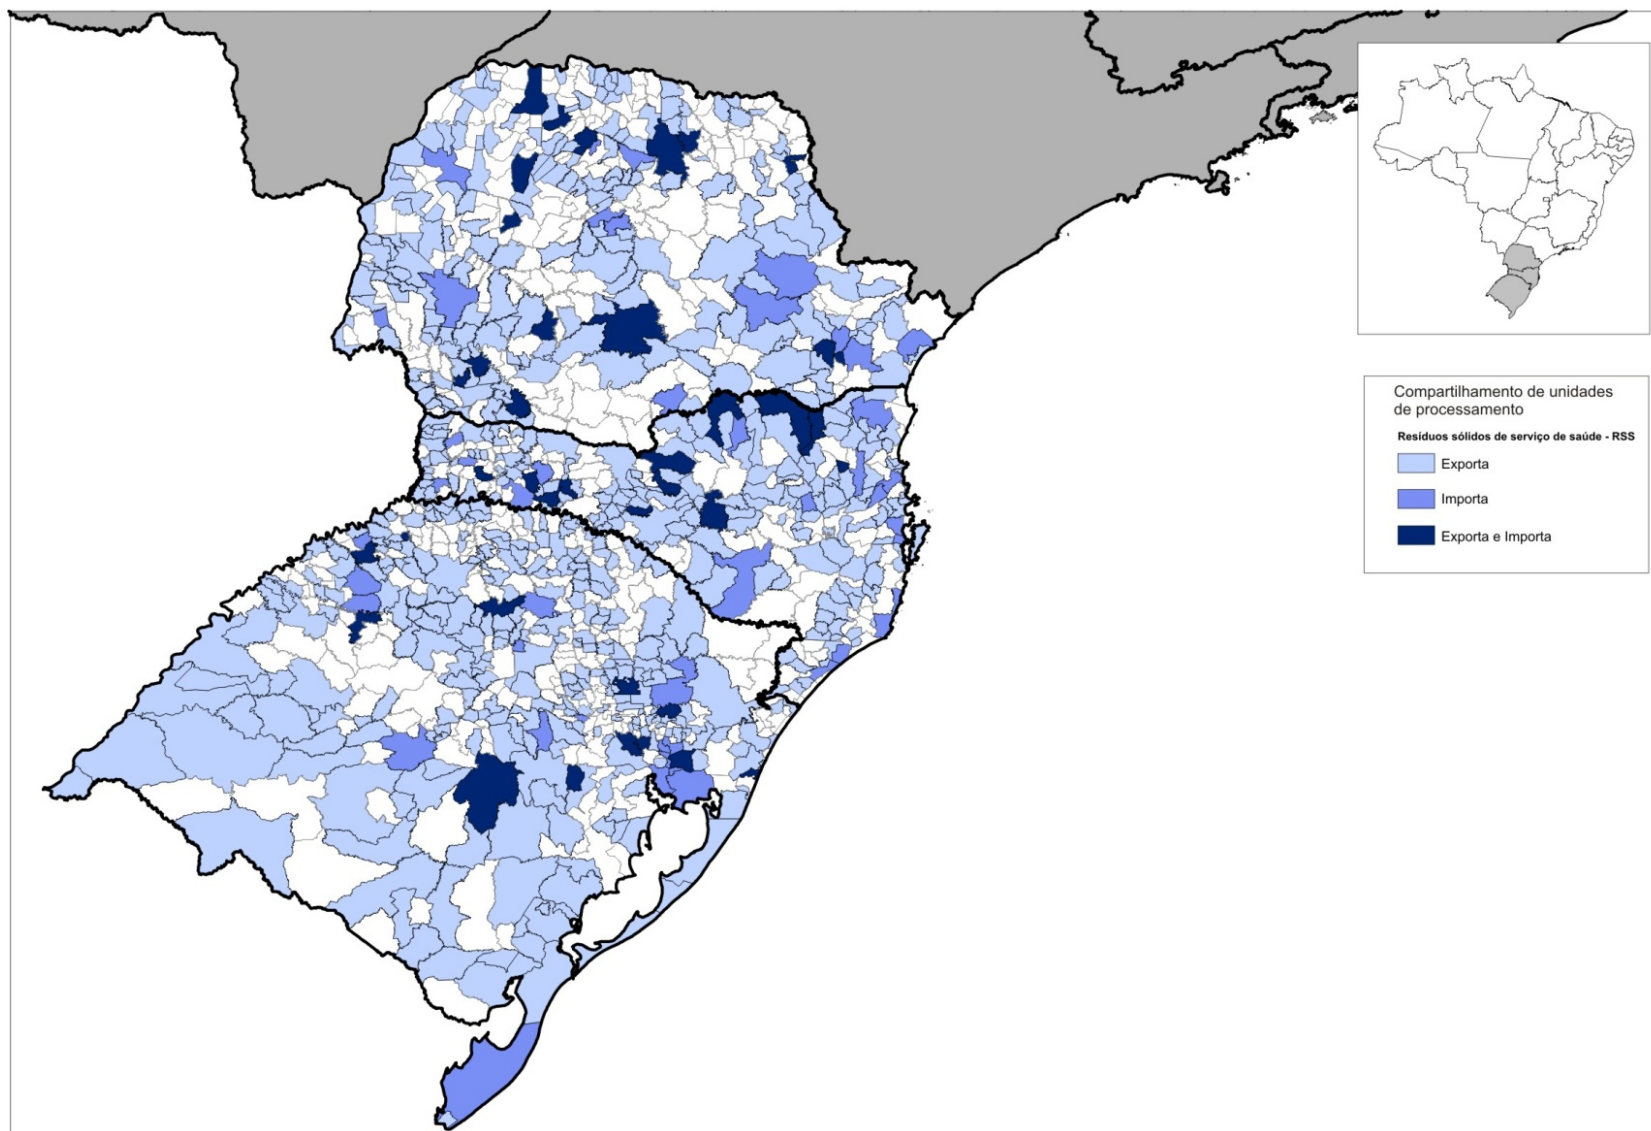 Compartilhamento de unidades
de processamento
Resíduos sólidos de serviço de saúde - RSS
Exporta
Importa
Exporta e Importa